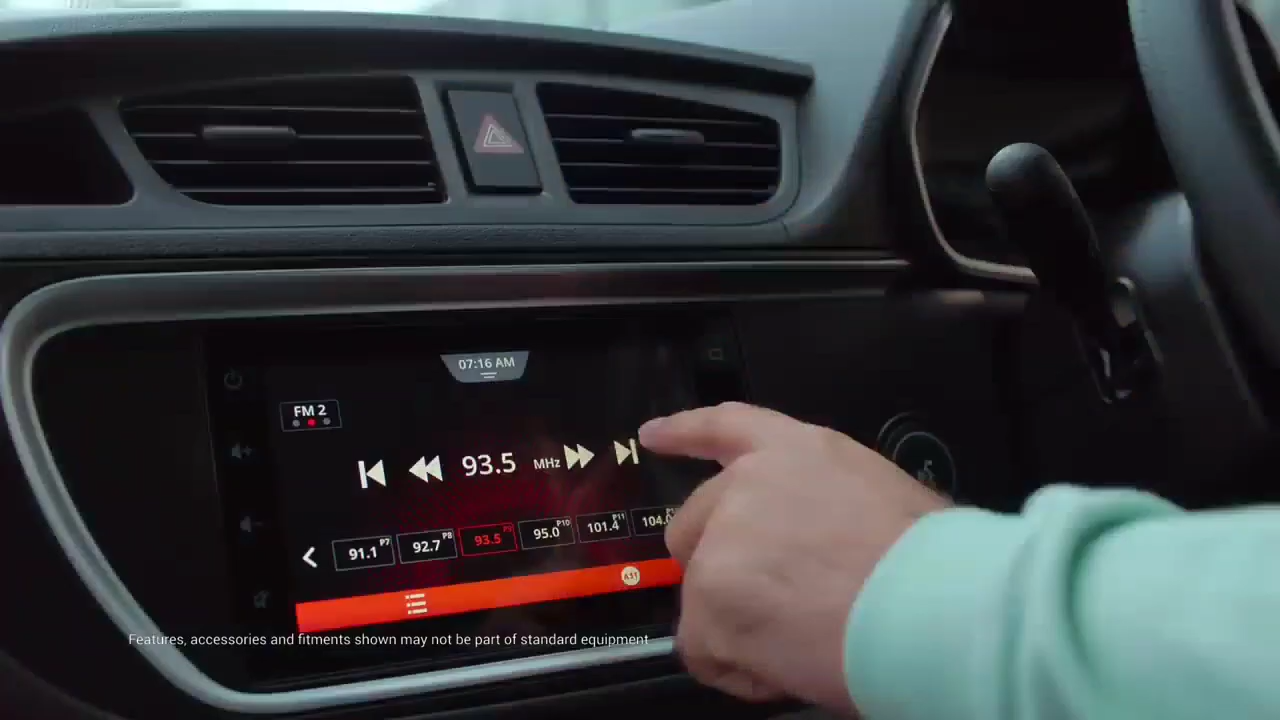 07:16 AM
FM 2
93.5 MHz
91.1 P7 92.7 P8 93.5 P9 95.0 P10 101.4 P11 104.0
Features, accessories and fitments shown may not be part of standard equipment